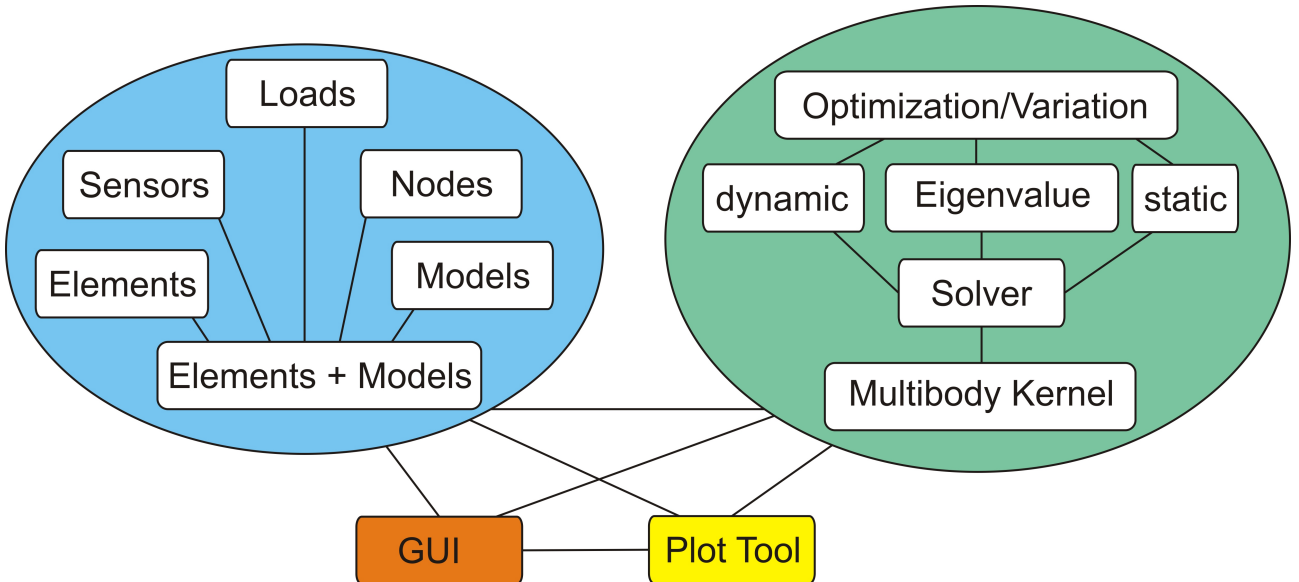 Loads
Sensors
Nodes
Elements
Models
Elements + Models
Optimization/Variation
dynamic
Eigenvalue
static
Solver
Multibody Kernel
GUI
Plot Tool